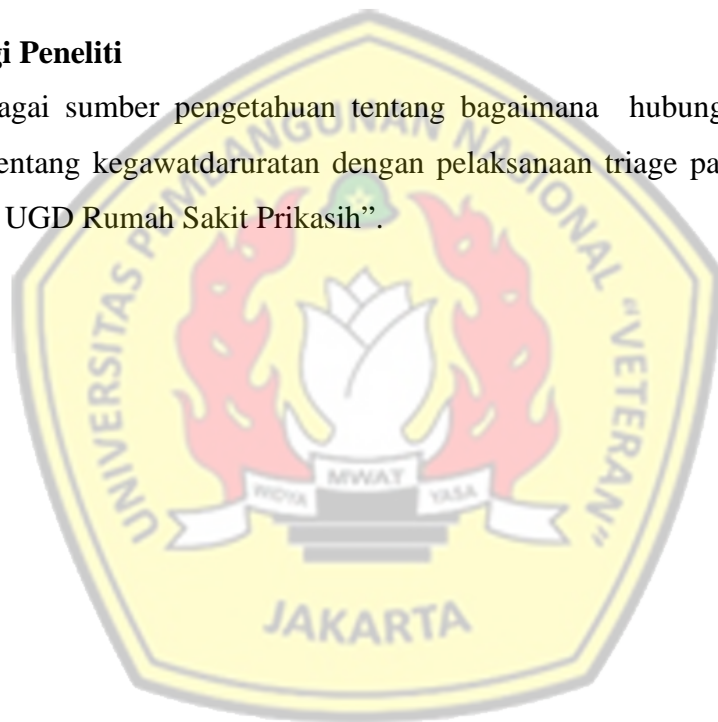 gi Peneliti
agai sumber pengetahuan tentang bagaimana hubung
entang kegawatdaruratan dengan pelaksanaan triage pa
UGD Rumah Sakit Prikasih”.
UNIVERSITAS PEMBANGUNAN NASIONAL “VETERAN”
WIDYA MWAT YASA
JAKARTA